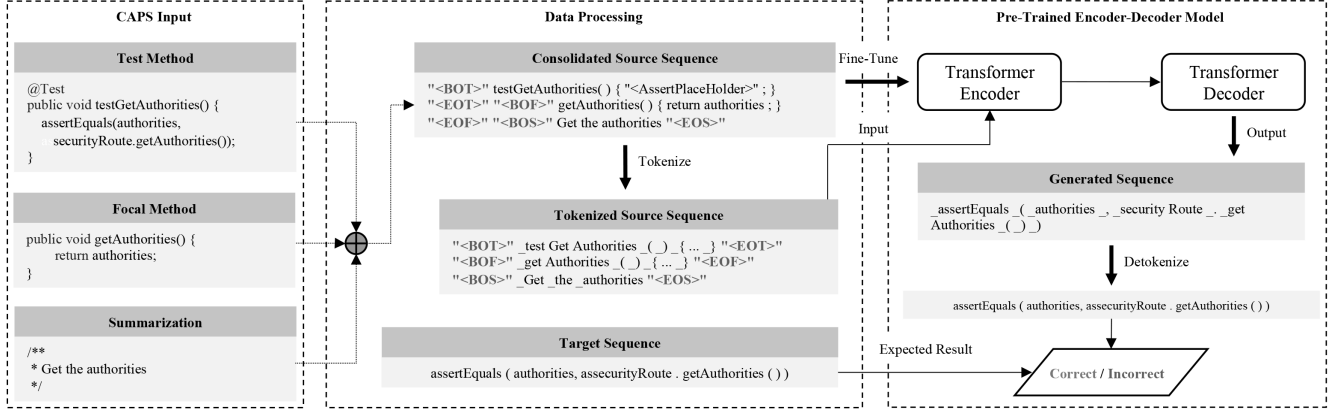 CAPS Input
Test Method
@Test
public void testGetAuthorities() {
assertEquals(authorities,
securityRoute.getAuthorities());
}
Focal Method
public void getAuthorities() {
return authorities;
}
Summarization
/**
* Get the authorities
*/
Data Processing
Consolidated Source Sequence
"<BOT>" testGetAuthorities( ) { "<AssertPlaceHolder>" ; }
"<EOT>" "<BOF>" getAuthorities( ) { return authorities ; }
"<EOF>" "<BOS>" Get the authorities "<EOS>"
Tokenize
Tokenized Source Sequence
"<BOT>" _test Get Authorities _( _) _{ ... _} "<EOT>"
"<BOF>" _get Authorities _( ) _{ ... _} "<EOF>"
"<BOS>" _Get _the _authorities "<EOS>"
Target Sequence
assertEquals ( authorities, assecurityRoute . getAuthorities ( ) )
Pre-Trained Encoder-Decoder Model
Fine-Tune
Transformer
Encoder
Transformer
Decoder
Input
Output
Generated Sequence
_assertEquals _( _authorities _, _security Route _. _get
Authorities _( _) _)
Detokenize
assertEquals ( authorities, assecurityRoute . getAuthorities ( ) )
Expected Result
Correct / Incorrect